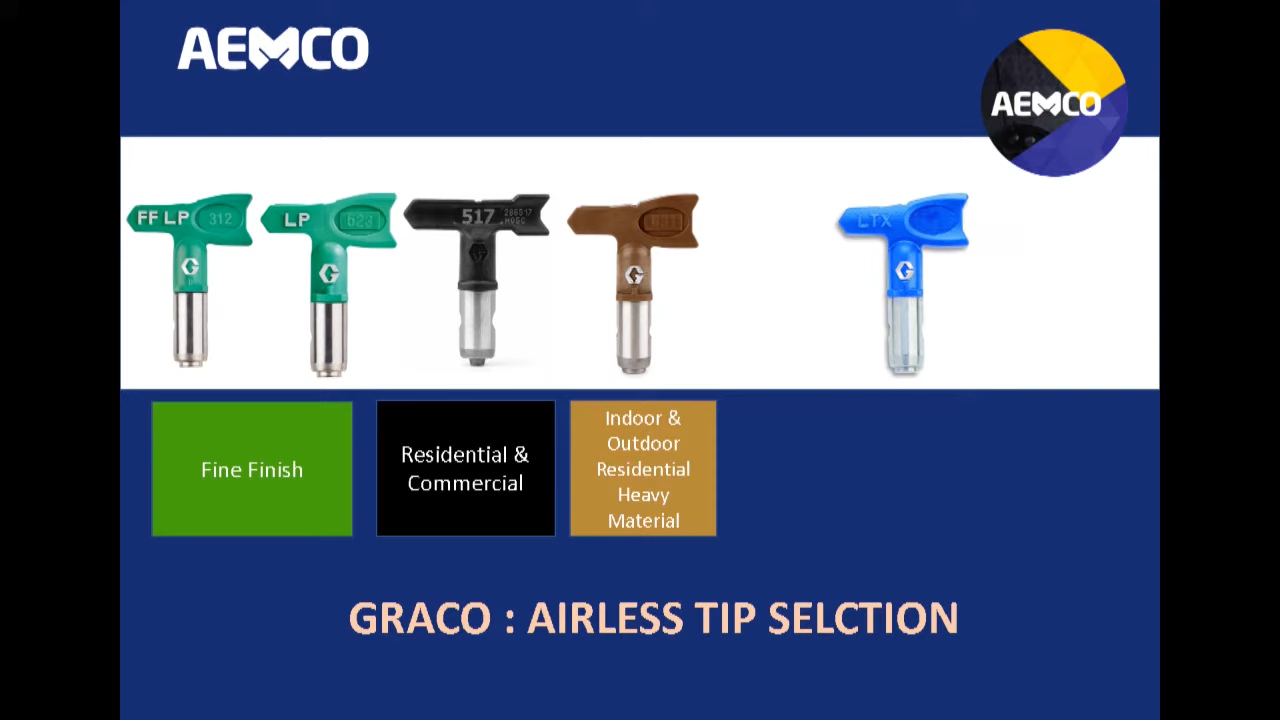 AEMCO
AEMCO
FF LP 312
LP 523
517
LTX
Fine Finish
Residential &
Commercial
Indoor &
Outdoor
Residential
Heavy
Material
GRACO : AIRLESS TIP SELCTION